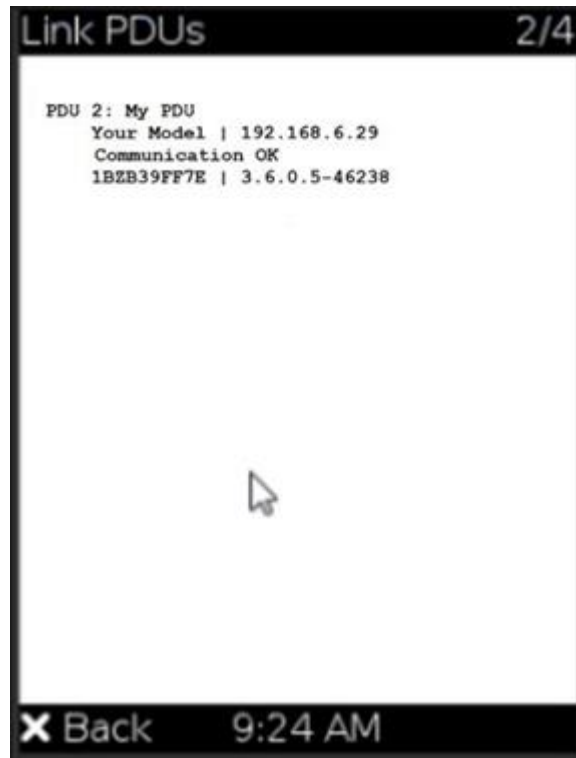 Link PDUs 2/4
PDU 2: My PDU
Your Model | 192.168.6.29
Communication OK
1BZB39FF7E | 3.6.0.5-46238
X Back 9:24 AM